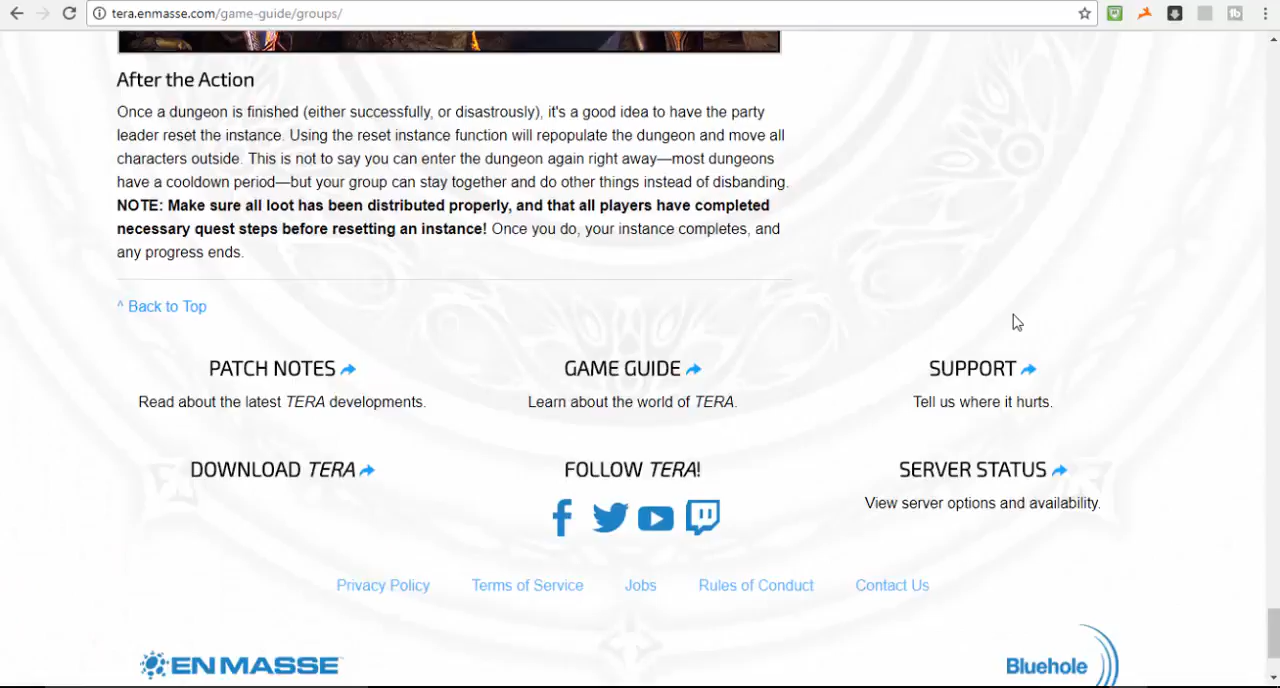 tera.enmasse.com/game-guide/groups/
After the Action
Once a dungeon is finished (either successfully, or disastrously), it's a good idea to have the party
leader reset the instance. Using the reset instance function will repopulate the dungeon and move all
characters outside. This is not to say you can enter the dungeon again right away—most dungeons
have a cooldown period—but your group can stay together and do other things instead of disbanding.
NOTE: Make sure all loot has been distributed properly, and that all players have completed
necessary quest steps before resetting an instance! Once you do, your instance completes, and
any progress ends.
^ Back to Top
PATCH NOTES
Read about the latest TERA developments.
GAME GUIDE
Learn about the world of TERA.
SUPPORT
Tell us where it hurts.
DOWNLOAD TERA
FOLLOW TERA!
SERVER STATUS
View server options and availability.
Privacy Policy Terms of Service Jobs Rules of Conduct Contact Us
EN MASSE
Bluehole